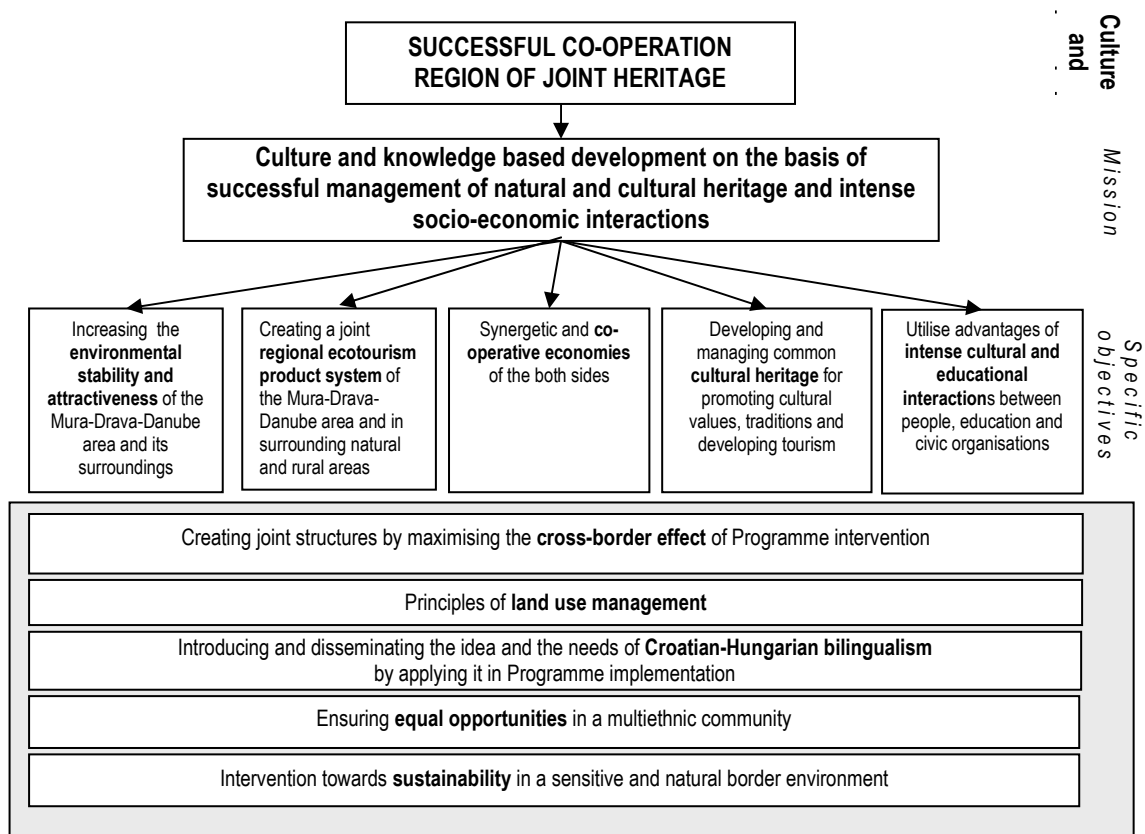 SUCCESSFUL CO-OPERATION
REGION OF JOINT HERITAGE
Culture
and
Culture and knowledge based development on the basis of
successful management of natural and cultural heritage and intense
socio-economic interactions
Mission
Increasing the
environmental
stability and
attractiveness of the
Mura-Drava-Danube
area and its
surroundings
Creating a joint
regional ecotourism
product system of
the Mura-Drava-
Danube area and in
surrounding natural
and rural areas
Synergetic and co-
operative economies
of the both sides
Developing and
managing common
cultural heritage for
promoting cultural
values, traditions and
developing tourism
Utilise advantages of
intense cultural and
educational
interactions between
people, education and
civic organisations
Specific
objectives
Creating joint structures by maximising the cross-border effect of Programme intervention
Principles of land use management
Introducing and disseminating the idea and the needs of Croatian-Hungarian bilingualism
by applying it in Programme implementation
Ensuring equal opportunities in a multiethnic community
Intervention towards sustainability in a sensitive and natural border environment